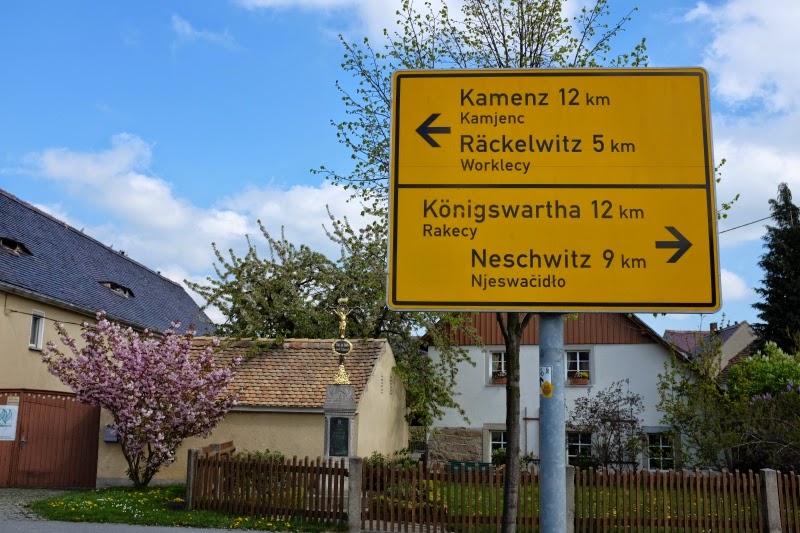 Kamenz 12 km
Kamjenc
Räckelwitz 5 km
Worklecy
Königswartha 12 km
Rakecy
Neschwitz 9 km
Njeswačidło